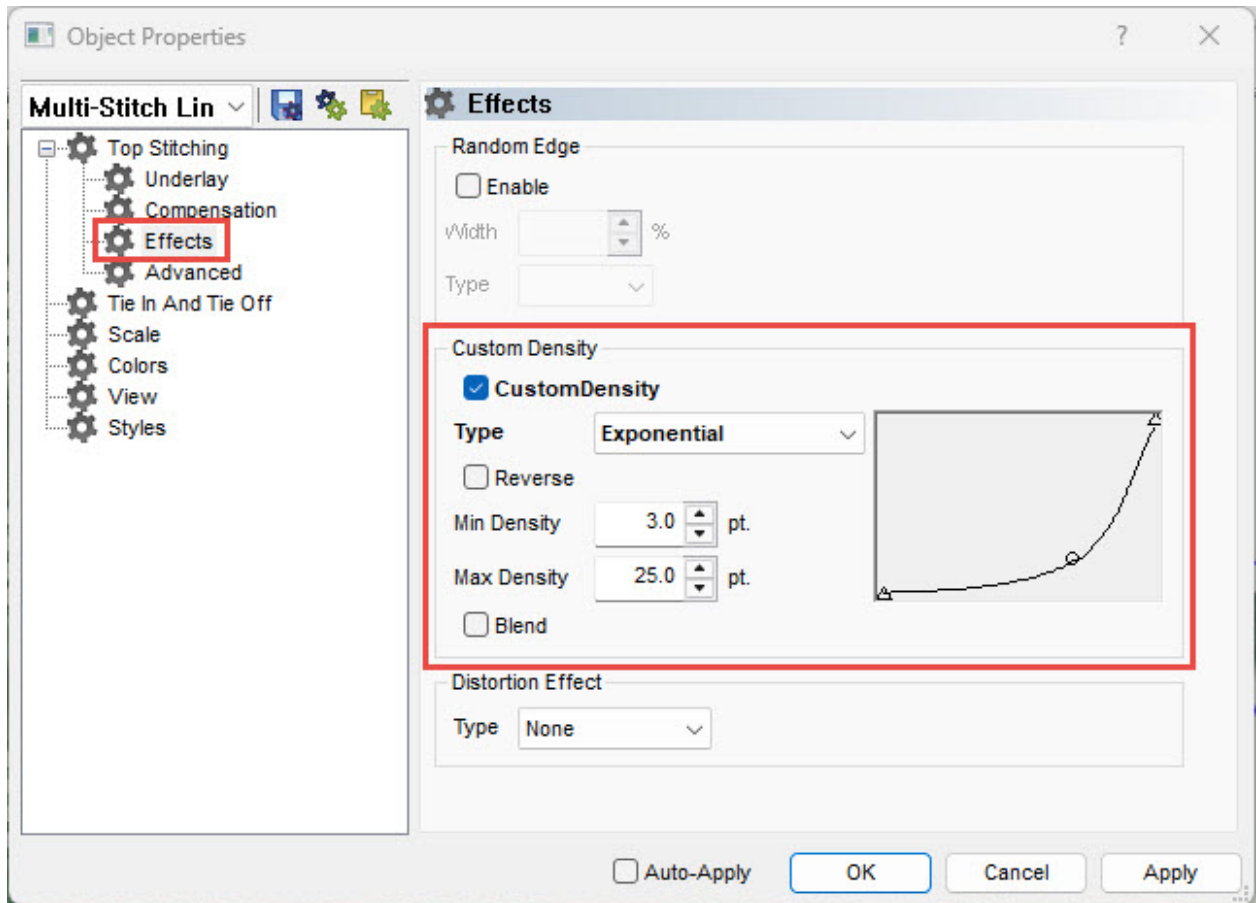 Object Properties
?
Multi-Stitch Lin
Top Stitching
Underlay
Compensation
Effects
Advanced
Tie In And Tie Off
Scale
Colors
View
Styles
Effects
Random Edge
Enable
Width %
Type
Custom Density
CustomDensity
Type Exponential
Reverse
Min Density 3.0 pt.
Max Density 25.0 pt.
Blend
Distortion Effect
Type None
Auto-Apply OK Cancel Apply